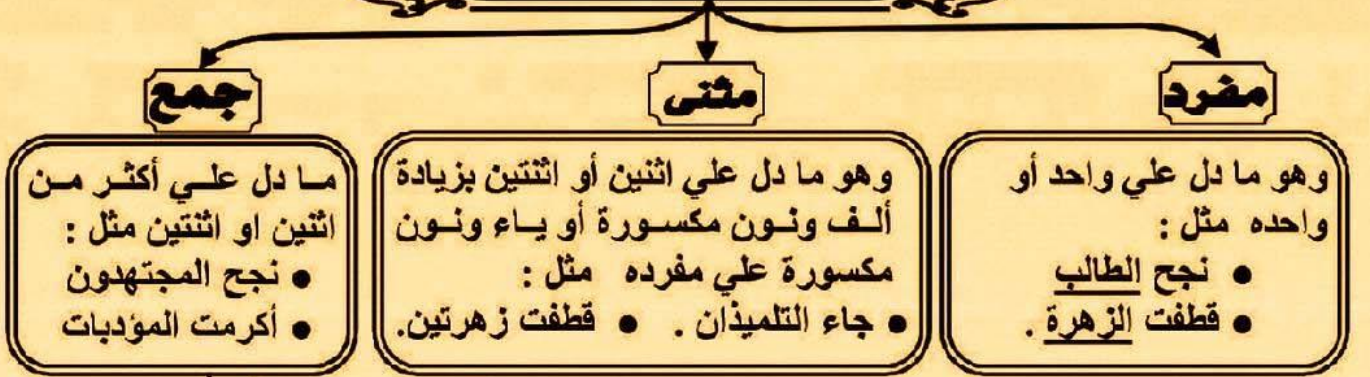 مفرد
وهو ما دل علي واحد أو
واحده مثل :
● نجح الطالب
● قطفت الزهرة .
مثنى
وهو ما دل علي اثنين أو اثنتين بزيادة
ألف ونون مكسورة أو ياء ونون
مكسورة علي مفرده مثل :
● جاء التلميذان . ● قطفت زهرتين.
جمع
ما دل علي أكثر من
اثنين او اثنتين مثل :
● نجح المجتهدون
● أكرمت المؤدبات